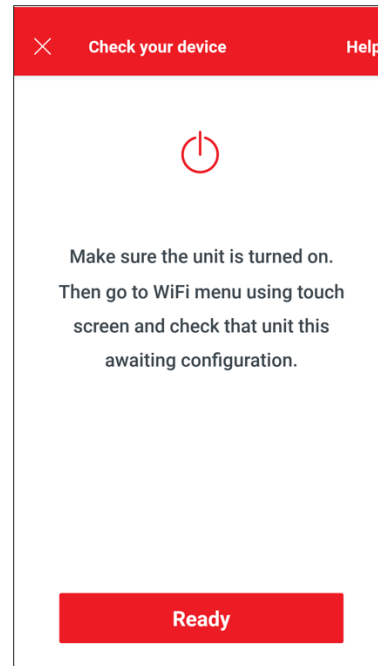 Check your device
Help
Make sure the unit is turned on.
Then go to WiFi menu using touch
screen and check that unit this
awaiting configuration.
Ready